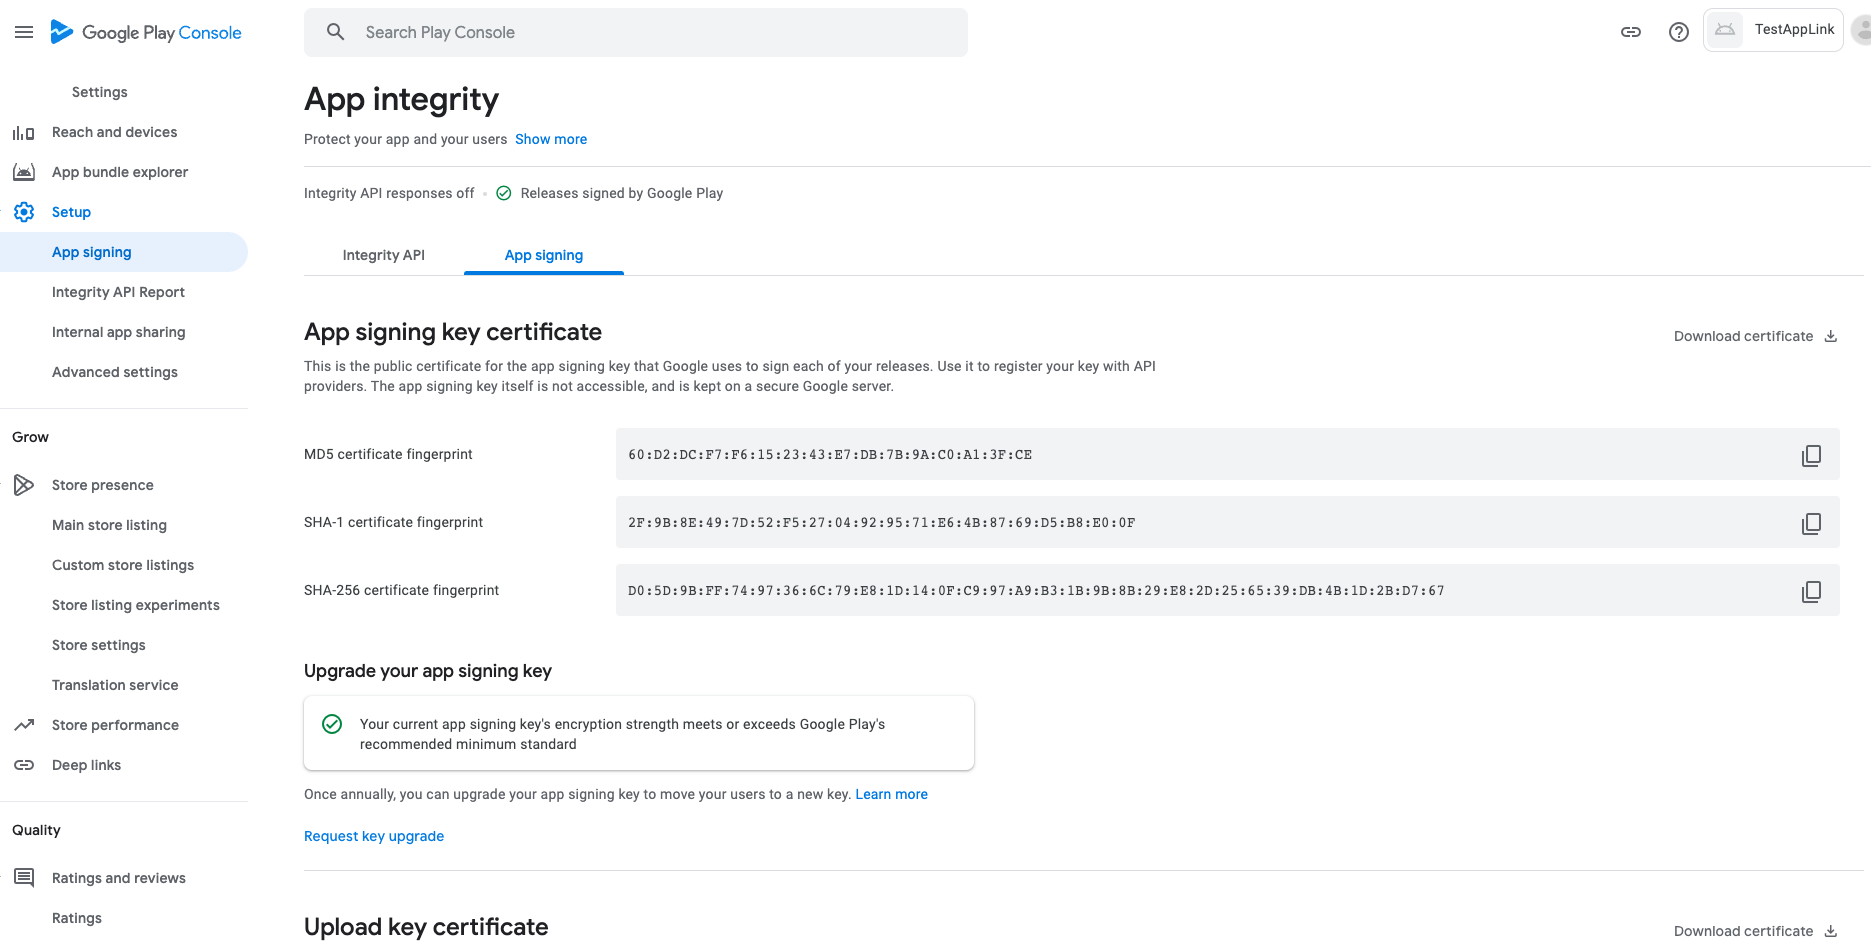 Google Play Console
Search Play Console
TestAppLink
Settings
Reach and devices
App bundle explorer
Setup
App signing
Integrity API Report
Internal app sharing
Advanced settings
Grow
Store presence
Main store listing
Custom store listings
Store listing experiments
Store settings
Translation service
Store performance
Deep links
Quality
Ratings and reviews
Ratings
App integrity
Protect your app and your users Show more
Integrity API responses off • Releases signed by Google Play
Integrity API App signing
App signing key certificate
Download certificate
This is the public certificate for the app signing key that Google uses to sign each of your releases. Use it to register your key with API
providers. The app signing key itself is not accessible, and is kept on a secure Google server.
MD5 certificate fingerprint 60:D2:DC:F7:F6:15:23:43:E7:DB:7B:9A:C0:A1:3F:CE
SHA-1 certificate fingerprint 2F:9B:8E:49:7D:52:F5:27:04:92:95:71:E6:4B:87:69:D5:B8:E0:0F
SHA-256 certificate fingerprint D0:5D:9B:FF:74:97:36:6C:79:E8:1D:14:0F:C9:97:A9:B3:1B:9B:8B:29:E8:2D:25:65:39:DB:4B:1D:2B:D7:67
Upgrade your app signing key
Your current app signing key's encryption strength meets or exceeds Google Play's
recommended minimum standard
Once annually, you can upgrade your app signing key to move your users to a new key. Learn more
Request key upgrade
Upload key certificate
Download certificate